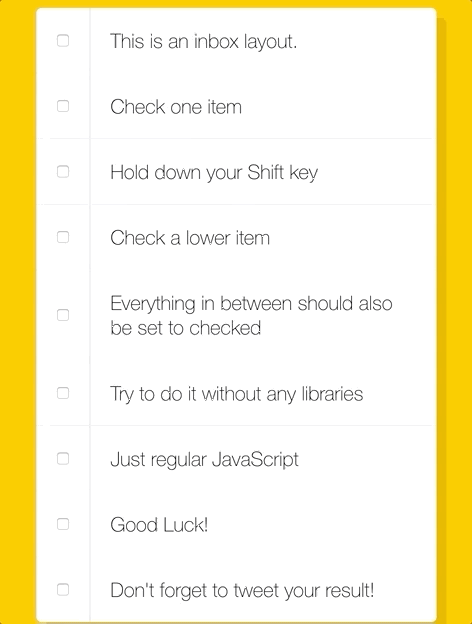 This is an inbox layout.
Check one item
Hold down your Shift key
Check a lower item
Everything in between should also
be set to checked
Try to do it without any libraries
Just regular JavaScript
Good Luck!
Don't forget to tweet your result!